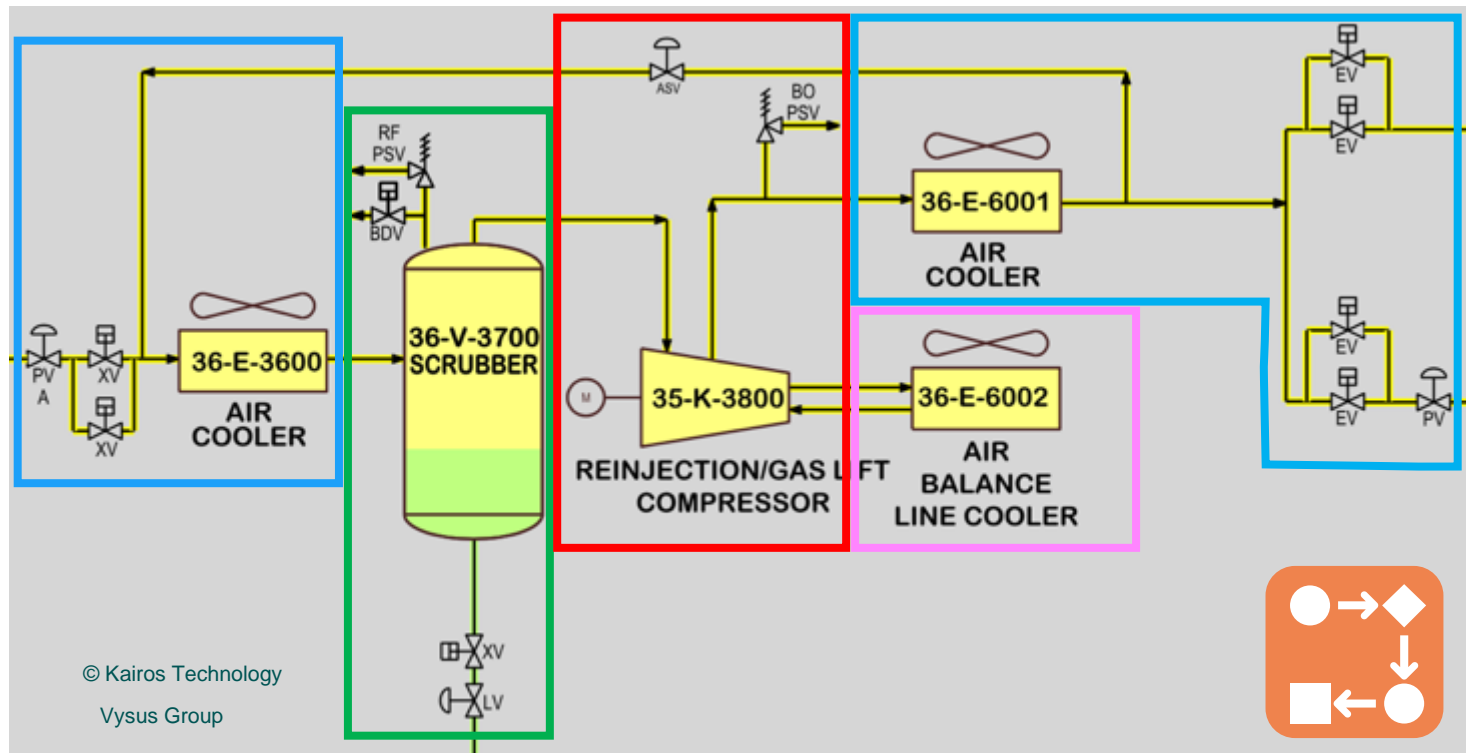 ASV
BO
PSV
EV
EV
RF
PSV
BDV
36-E-6001
AIR
COOLER
PV
A
XV
XV
36-E-3600
AIR
COOLER
36-V-3700
SCRUBBER
M
35-K-3800
REINJECTION/GAS LIFT
COMPRESSOR
36-E-6002
AIR
BALANCE
LINE COOLER
EV
EV
PV
XV
LV
© Kairos Technology
Vysus Group